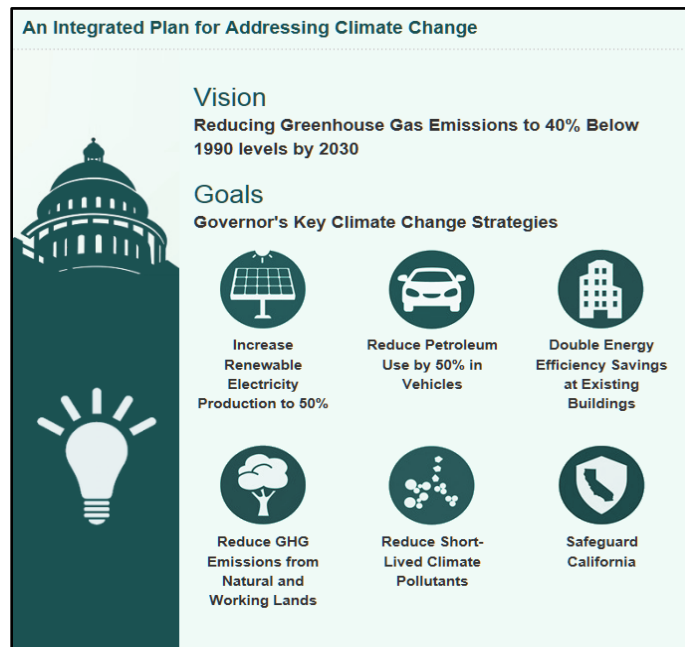 An Integrated Plan for Addressing Climate Change
Vision
Reducing Greenhouse Gas Emissions to 40% Below
1990 levels by 2030
Goals
Governor's Key Climate Change Strategies
Increase
Renewable
Electricity
Production to 50%
Reduce Petroleum
Use by 50% in
Vehicles
Double Energy
Efficiency Savings
at Existing
Buildings
Reduce GHG
Emissions from
Natural and
Working Lands
Reduce Short-
Lived Climate
Pollutants
Safeguard
California